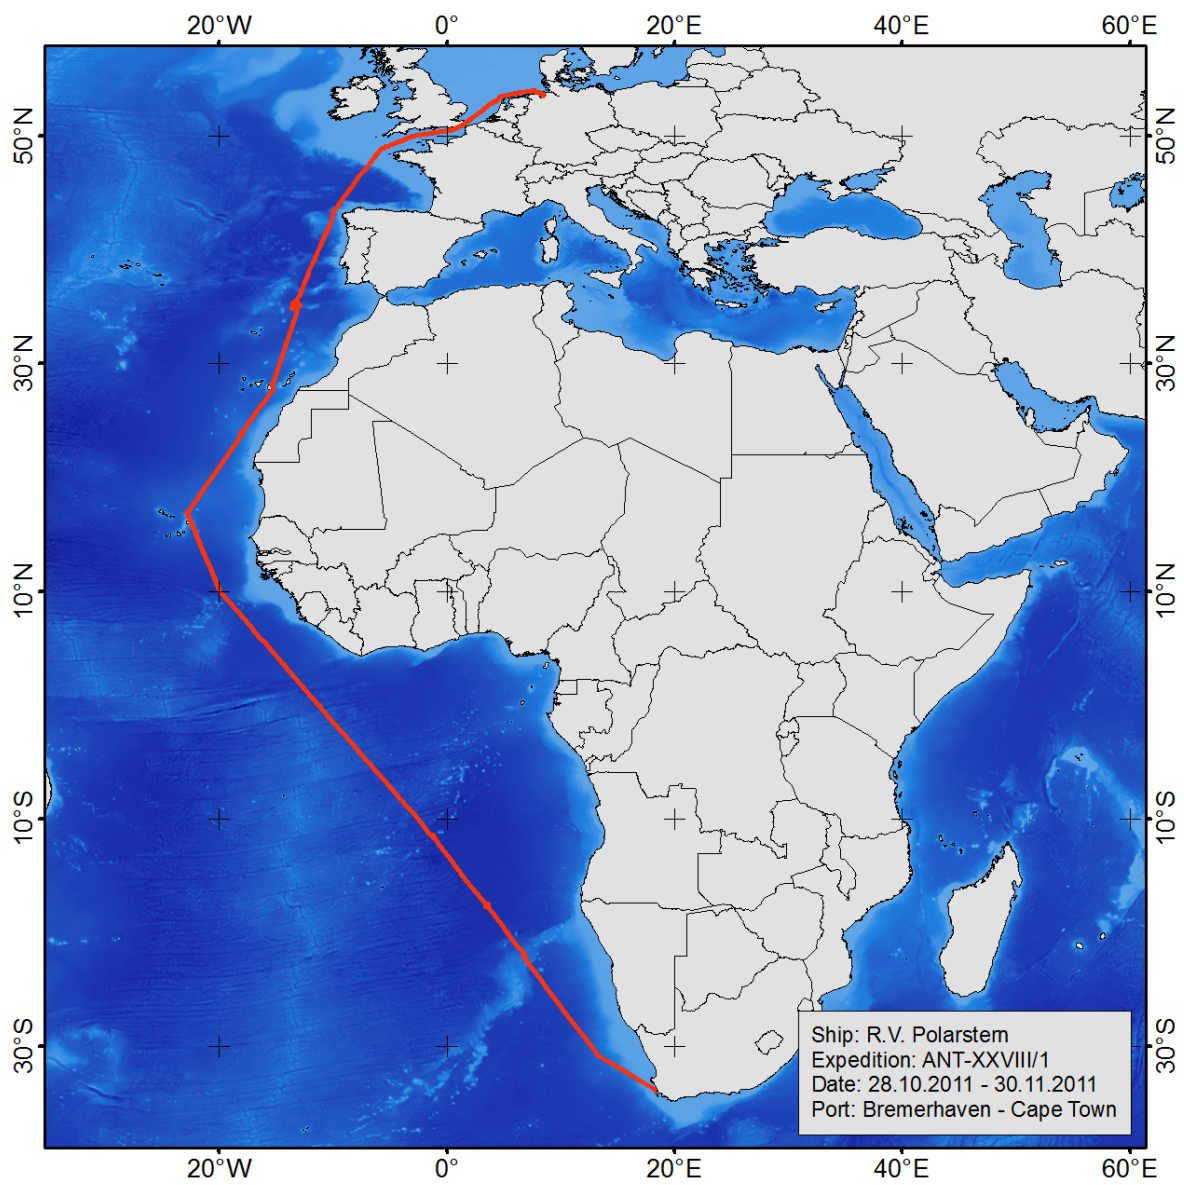 20°W 0° 20°E 40°E 60°E
50°N 50°N
30°N 30°N
10°N 10°N
10°S 10°S
30°S 30°S
Ship: R.V. Polarstern
Expedition: ANT-XXVIII/1
Date: 28.10.2011 - 30.11.2011
Port: Bremerhaven - Cape Town
20°W 0° 20°E 40°E 60°E